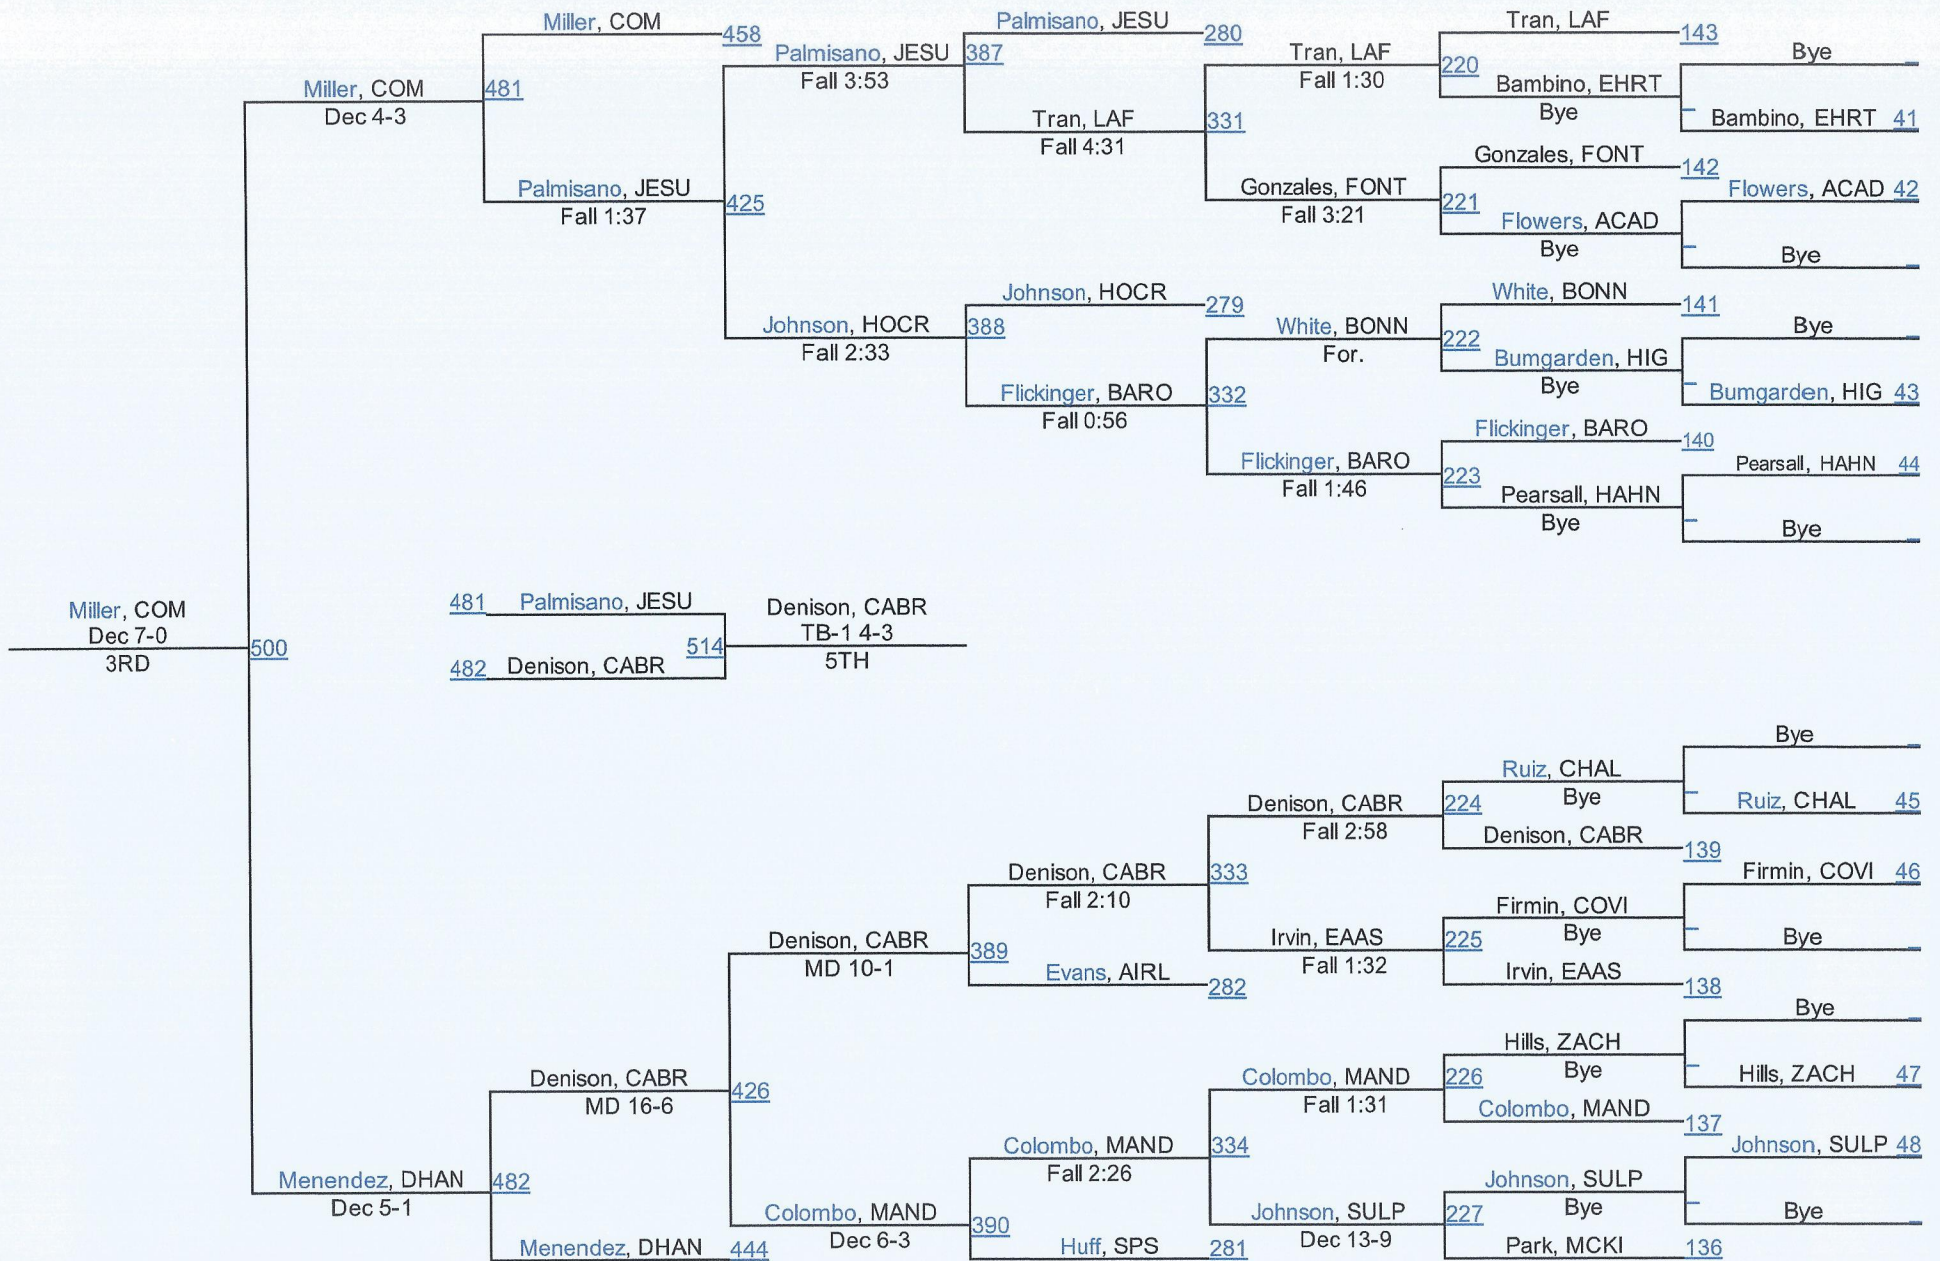 Miller, COM
458
Palmisano, JESU
280
Tran, LAF
143
Bye
Palmisano, JESU
Fall 3:53
387
Tran, LAF
Fall 1:30
220
Bambino, EHRT
Bye
Bambino, EHRT 41
Miller, COM
Dec 4-3
481
Tran, LAF
Fall 4:31
331
Gonzales, FONT
142
Flowers, ACAD 42
Palmisano, JESU
Fall 1:37
425
Gonzales, FONT
Fall 3:21
221
Flowers, ACAD
Bye
Bye
Johnson, HOCR
279
White, BONN
141
Bye
Johnson, HOCR
Fall 2:33
388
White, BONN
For.
222
Bumgarden, HIG
Bye
Bumgarden, HIG 43
Flickinger, BARO
Fall 0:56
332
Flickinger, BARO
140
Pearsall, HAHN 44
Flickinger, BARO
Fall 1:46
223
Pearsall, HAHN
Bye
Bye
Miller, COM
Dec 7-0
3RD
500
481 Palmisano, JESU
482 Denison, CABR
514
Denison, CABR
TB-1 4-3
5TH
Bye
Ruiz, CHAL
Bye
Ruiz, CHAL 45
Denison, CABR
Fall 2:58
224
Denison, CABR
139
Denison, CABR
Fall 2:10
333
Firmin, COVI 46
Firmin, COVI
Bye
Bye
Irvin, EAAS
Fall 1:32
225
Irvin, EAAS
138
Denison, CABR
MD 10-1
389
Evans, AIRL
282
Bye
Hills, ZACH
Bye
Hills, ZACH 47
Denison, CABR
MD 16-6
426
Colombo, MAND
Fall 1:31
226
Colombo, MAND
137
Colombo, MAND
Fall 2:26
334
Johnson, SULP 48
Menendez, DHAN
Dec 5-1
482
Johnson, SULP
Bye
Bye
Colombo, MAND
Dec 6-3
390
Johnson, SULP
Dec 13-9
227
Menendez, DHAN
444
Huff, SPS
281
Park, MCKI
136